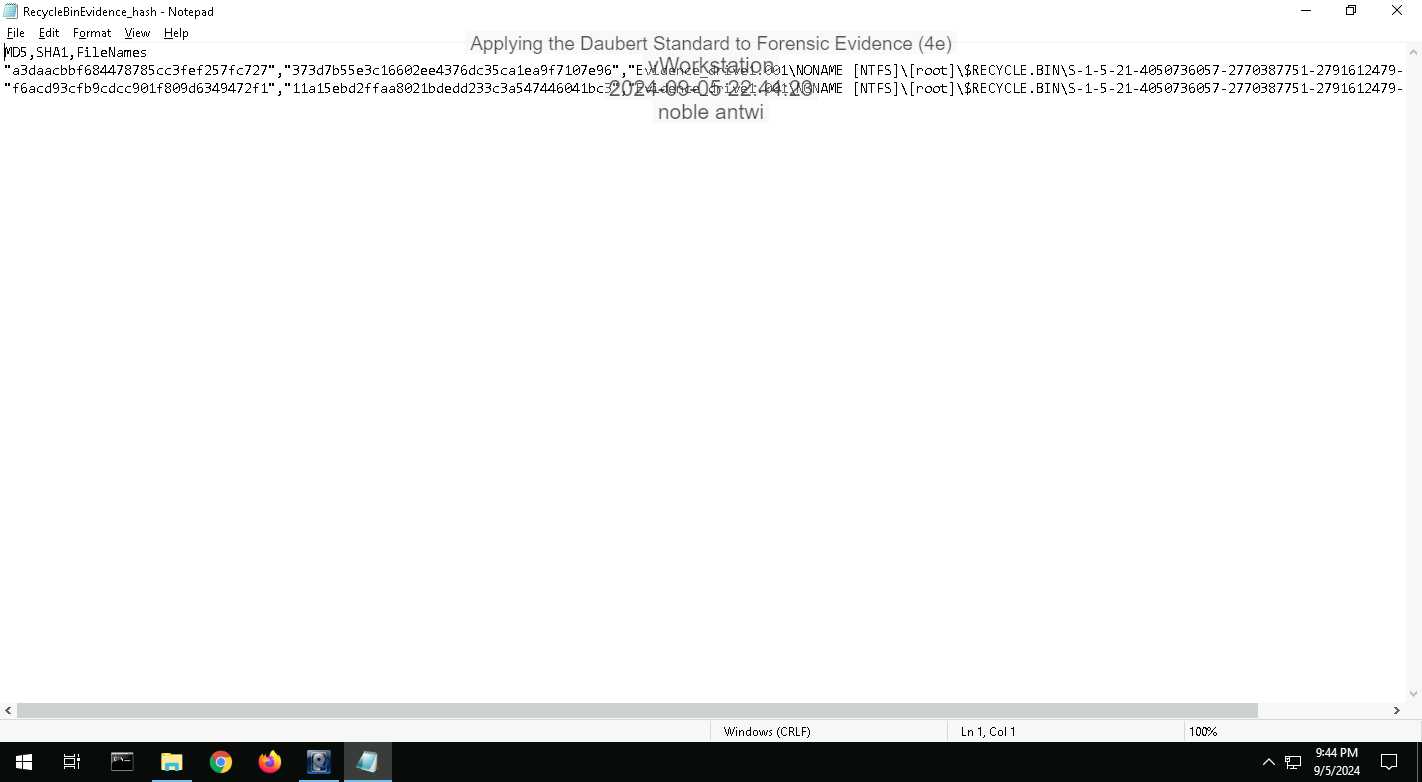 RecycleBinEvidence_hash - Notepad
File Edit Format View Help
Applying the Daubert Standard to Forensic Evidence (4e)
vWorkstation
2024-09-05 22:44:20
noble antwi
MD5,SHA1,FileNames
"a3daacbbf684478785cc3fef257fc727","373d7b55e3c16602ee4376dc35ca1ea9f7107e96","Evidence_drive1.001\NONAME [NTFS]\[root]\$RECYCLE.BIN\S-1-5-21-4050736057-2770387751-2791612479-
"f6acd93cfb9cdcc901f809d6349472f1","11a15ebd2ffaa8021bdedd233c3a547446041bc3","Evidence_drive1.001\NONAME [NTFS]\[root]\$RECYCLE.BIN\S-1-5-21-4050736057-2770387751-2791612479-
Windows (CRLF)
Ln 1, Col 1
100%
9:44 PM
9/5/2024